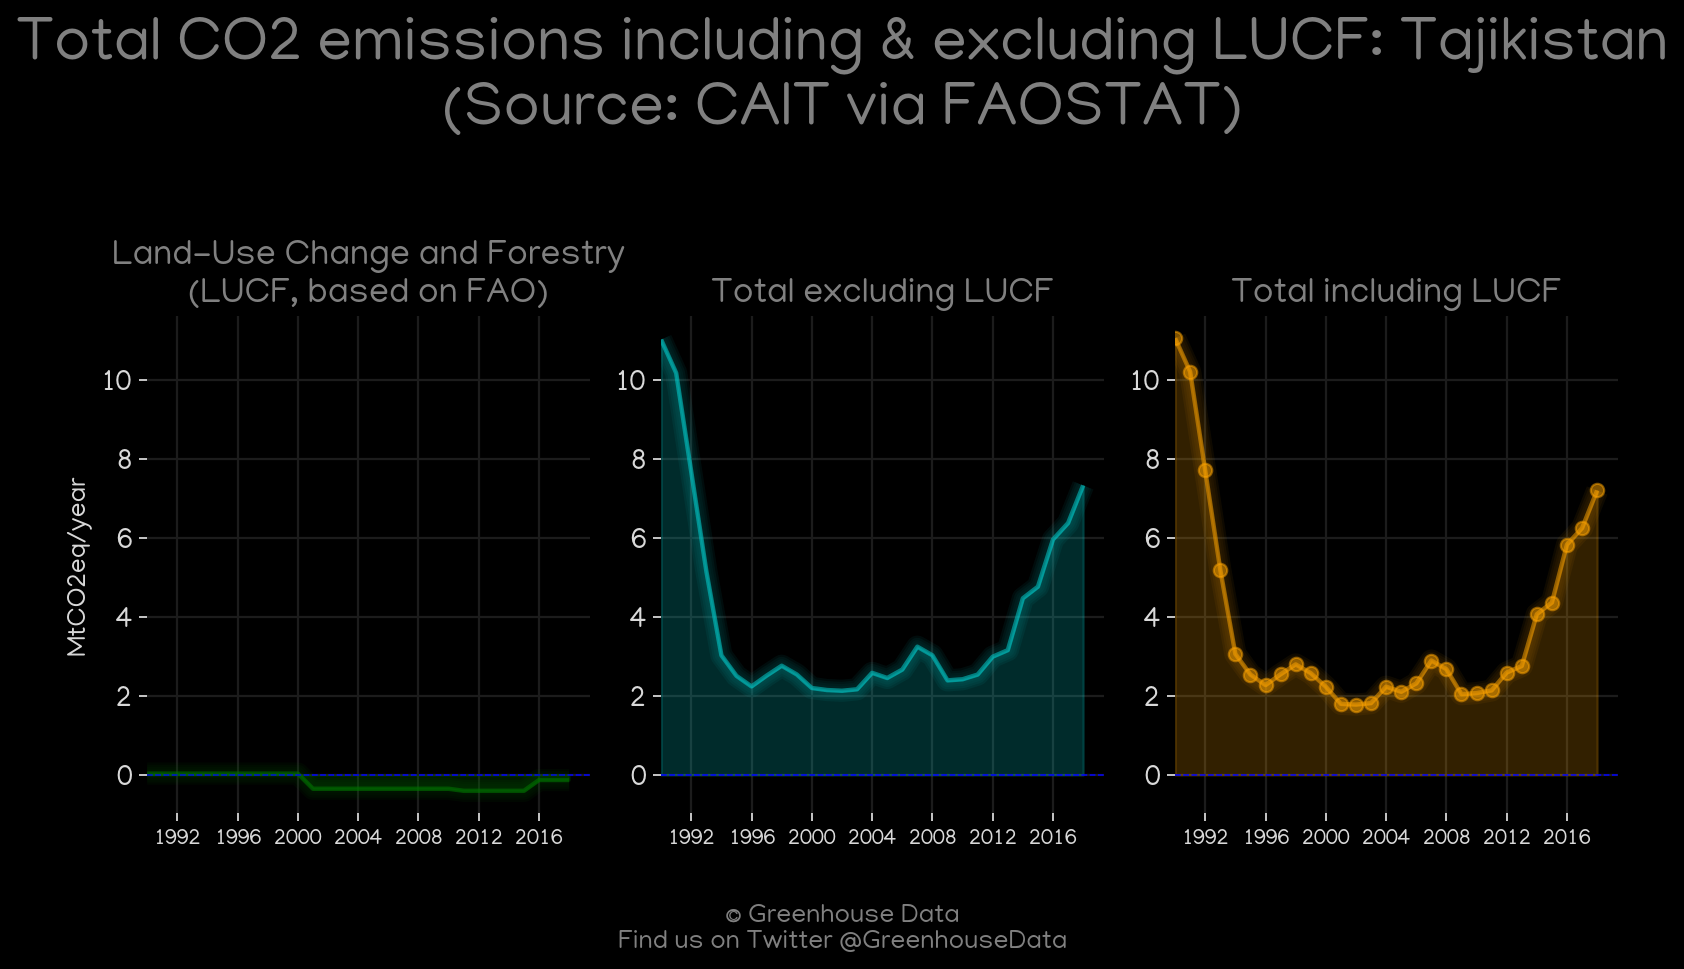 Total CO2 emissions including & excluding LUCF: Tajikistan
(Source: CAIT via FAOSTAT)
Land-Use Change and Forestry
(LUCF, based on FAO)
Total excluding LUCF
Total including LUCF
MtCO2eq/year
10
8
6
4
2
0
1992 1996 2000 2004 2008 2012 2016
10
8
6
4
2
0
1992 1996 2000 2004 2008 2012 2016
10
8
6
4
2
0
1992 1996 2000 2004 2008 2012 2016
© Greenhouse Data
Find us on Twitter @GreenhouseData